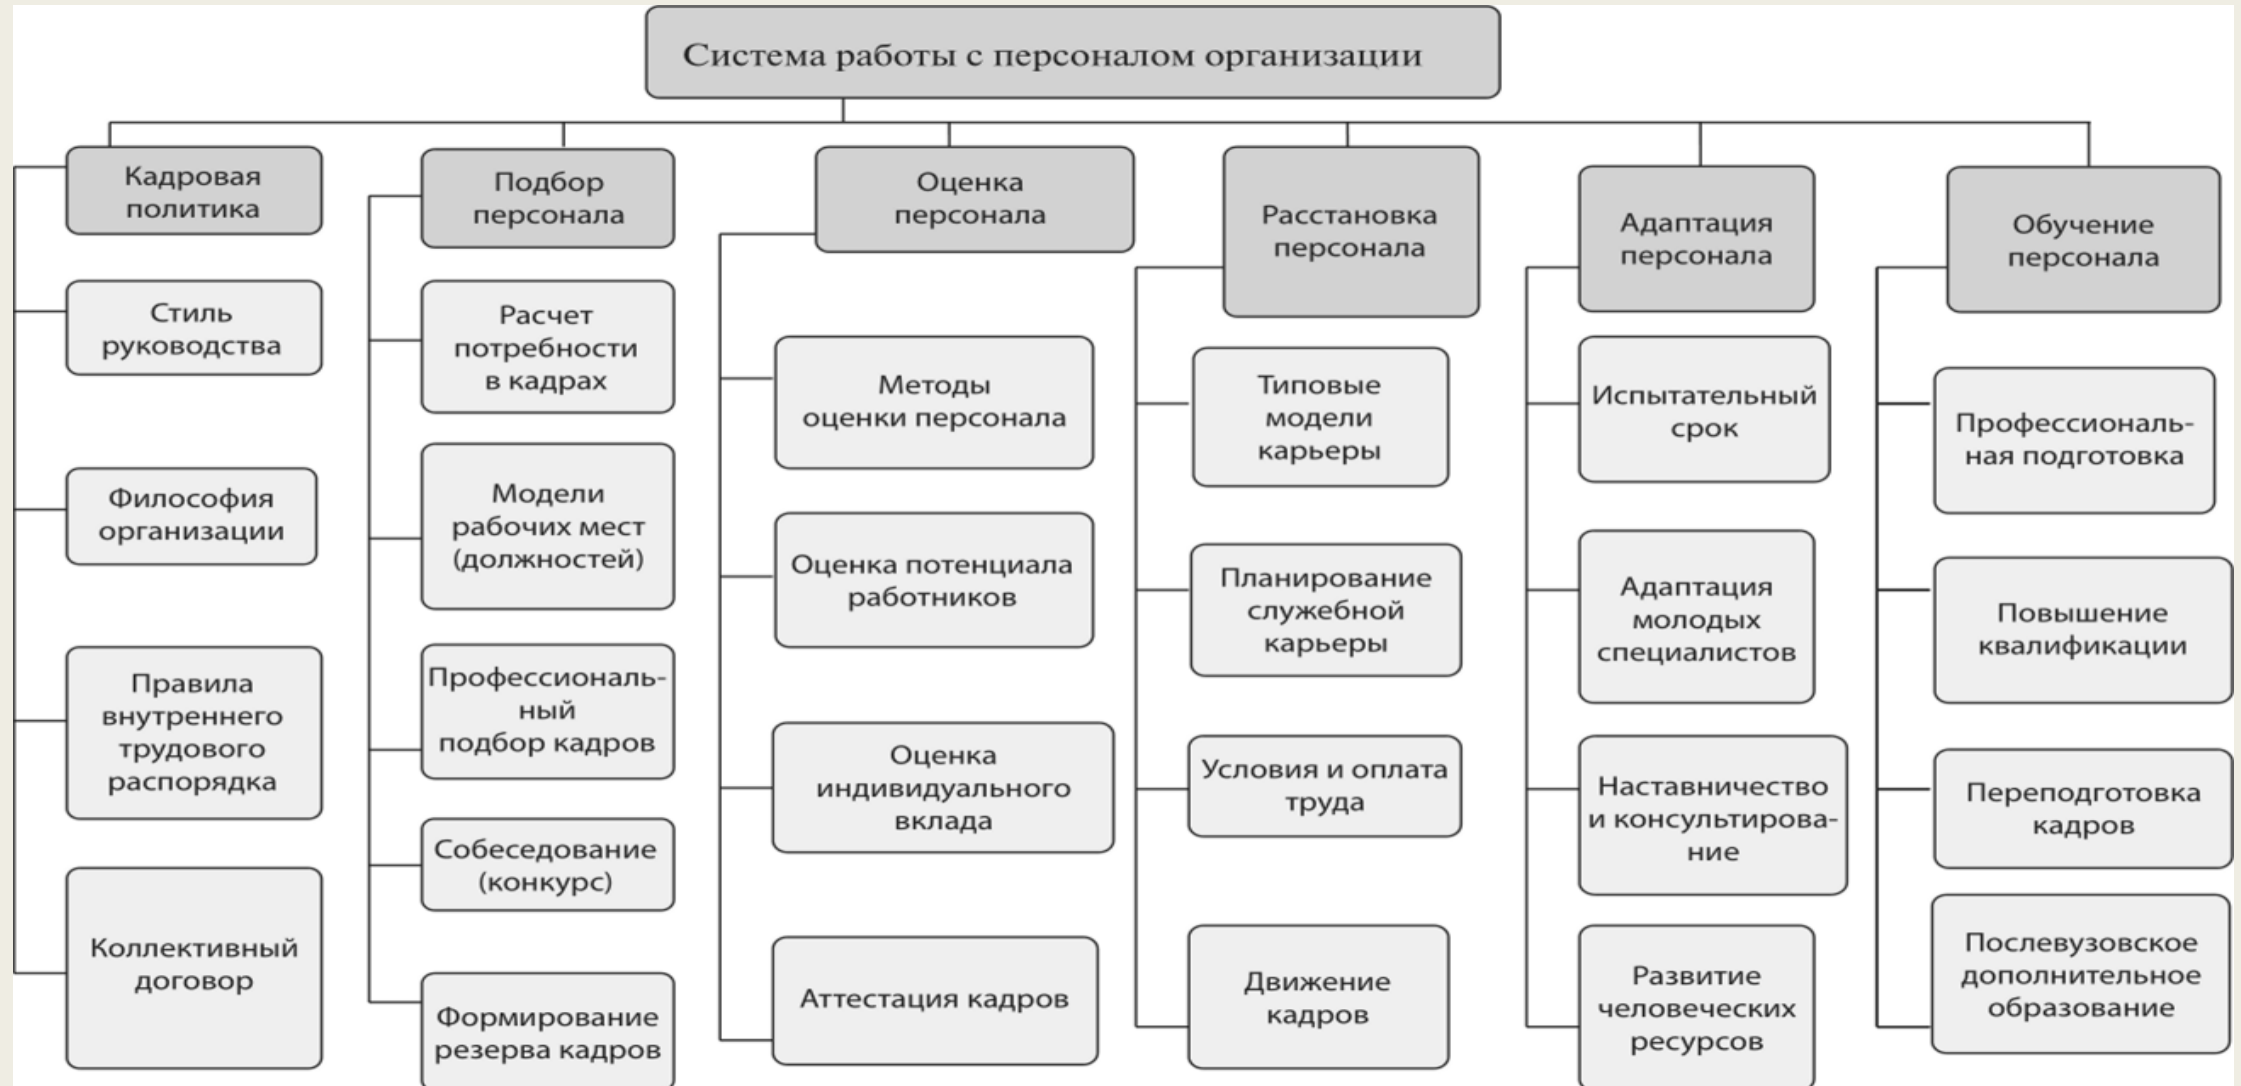 Система работы с персоналом организации
Кадровая
политика
Стиль
руководства
Философия
организации
Правила
внутреннего
трудового
распорядка
Коллективный
договор
Подбор
персонала
Расчет
потребности
в кадрах
Модели
рабочих мест
(должностей)
Профессиональ-
ный
подбор кадров
Собеседование
(конкурс)
Формирование
резерва кадров
Оценка
персонала
Методы
оценки персонала
Оценка потенциала
работников
Оценка
индивидуального
вклада
Аттестация кадров
Расстановка
персонала
Типовые
модели
карьеры
Планирование
служебной
карьеры
Условия и оплата
труда
Движение
кадров
Адаптация
персонала
Испытательный
срок
Адаптация
молодых
специалистов
Наставничество
и консультирова-
ние
Развитие
человеческих
ресурсов
Обучение
персонала
Профессиональ-
ная подготовка
Повышение
квалификации
Переподготовка
кадров
Послевузовское
дополнительное
образование